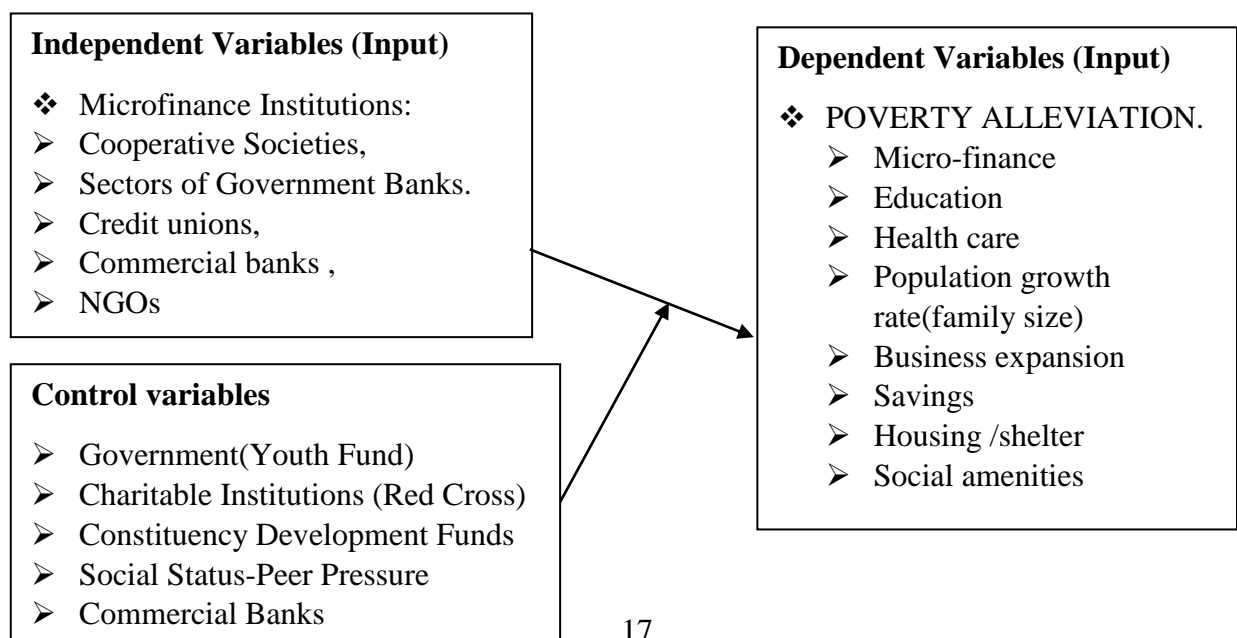 Independent Variables (Input)
❖ Microfinance Institutions:
➢ Cooperative Societies,
➢ Sectors of Government Banks.
➢ Credit unions,
➢ Commercial banks ,
➢ NGOs
Control variables
➢ Government(Youth Fund)
➢ Charitable Institutions (Red Cross)
➢ Constituency Development Funds
➢ Social Status-Peer Pressure
➢ Commercial Banks
Dependent Variables (Input)
❖ POVERTY ALLEVIATION.
➢ Micro-finance
➢ Education
➢ Health care
➢ Population growth
rate(family size)
➢ Business expansion
➢ Savings
➢ Housing /shelter
➢ Social amenities
17